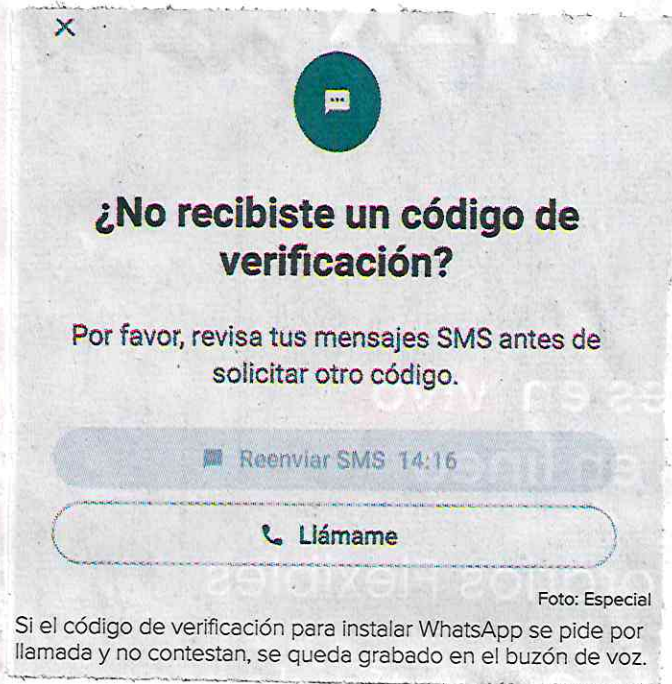 ¿No recibiste un código de
verificación?
Por favor, revisa tus mensajes SMS antes de
solicitar otro código.
Reenviar SMS 14:16
Llámame
Foto: Especial
Si el código de verificación para instalar WhatsApp se pide por
llamada y no contestan, se queda grabado en el buzón de voz.